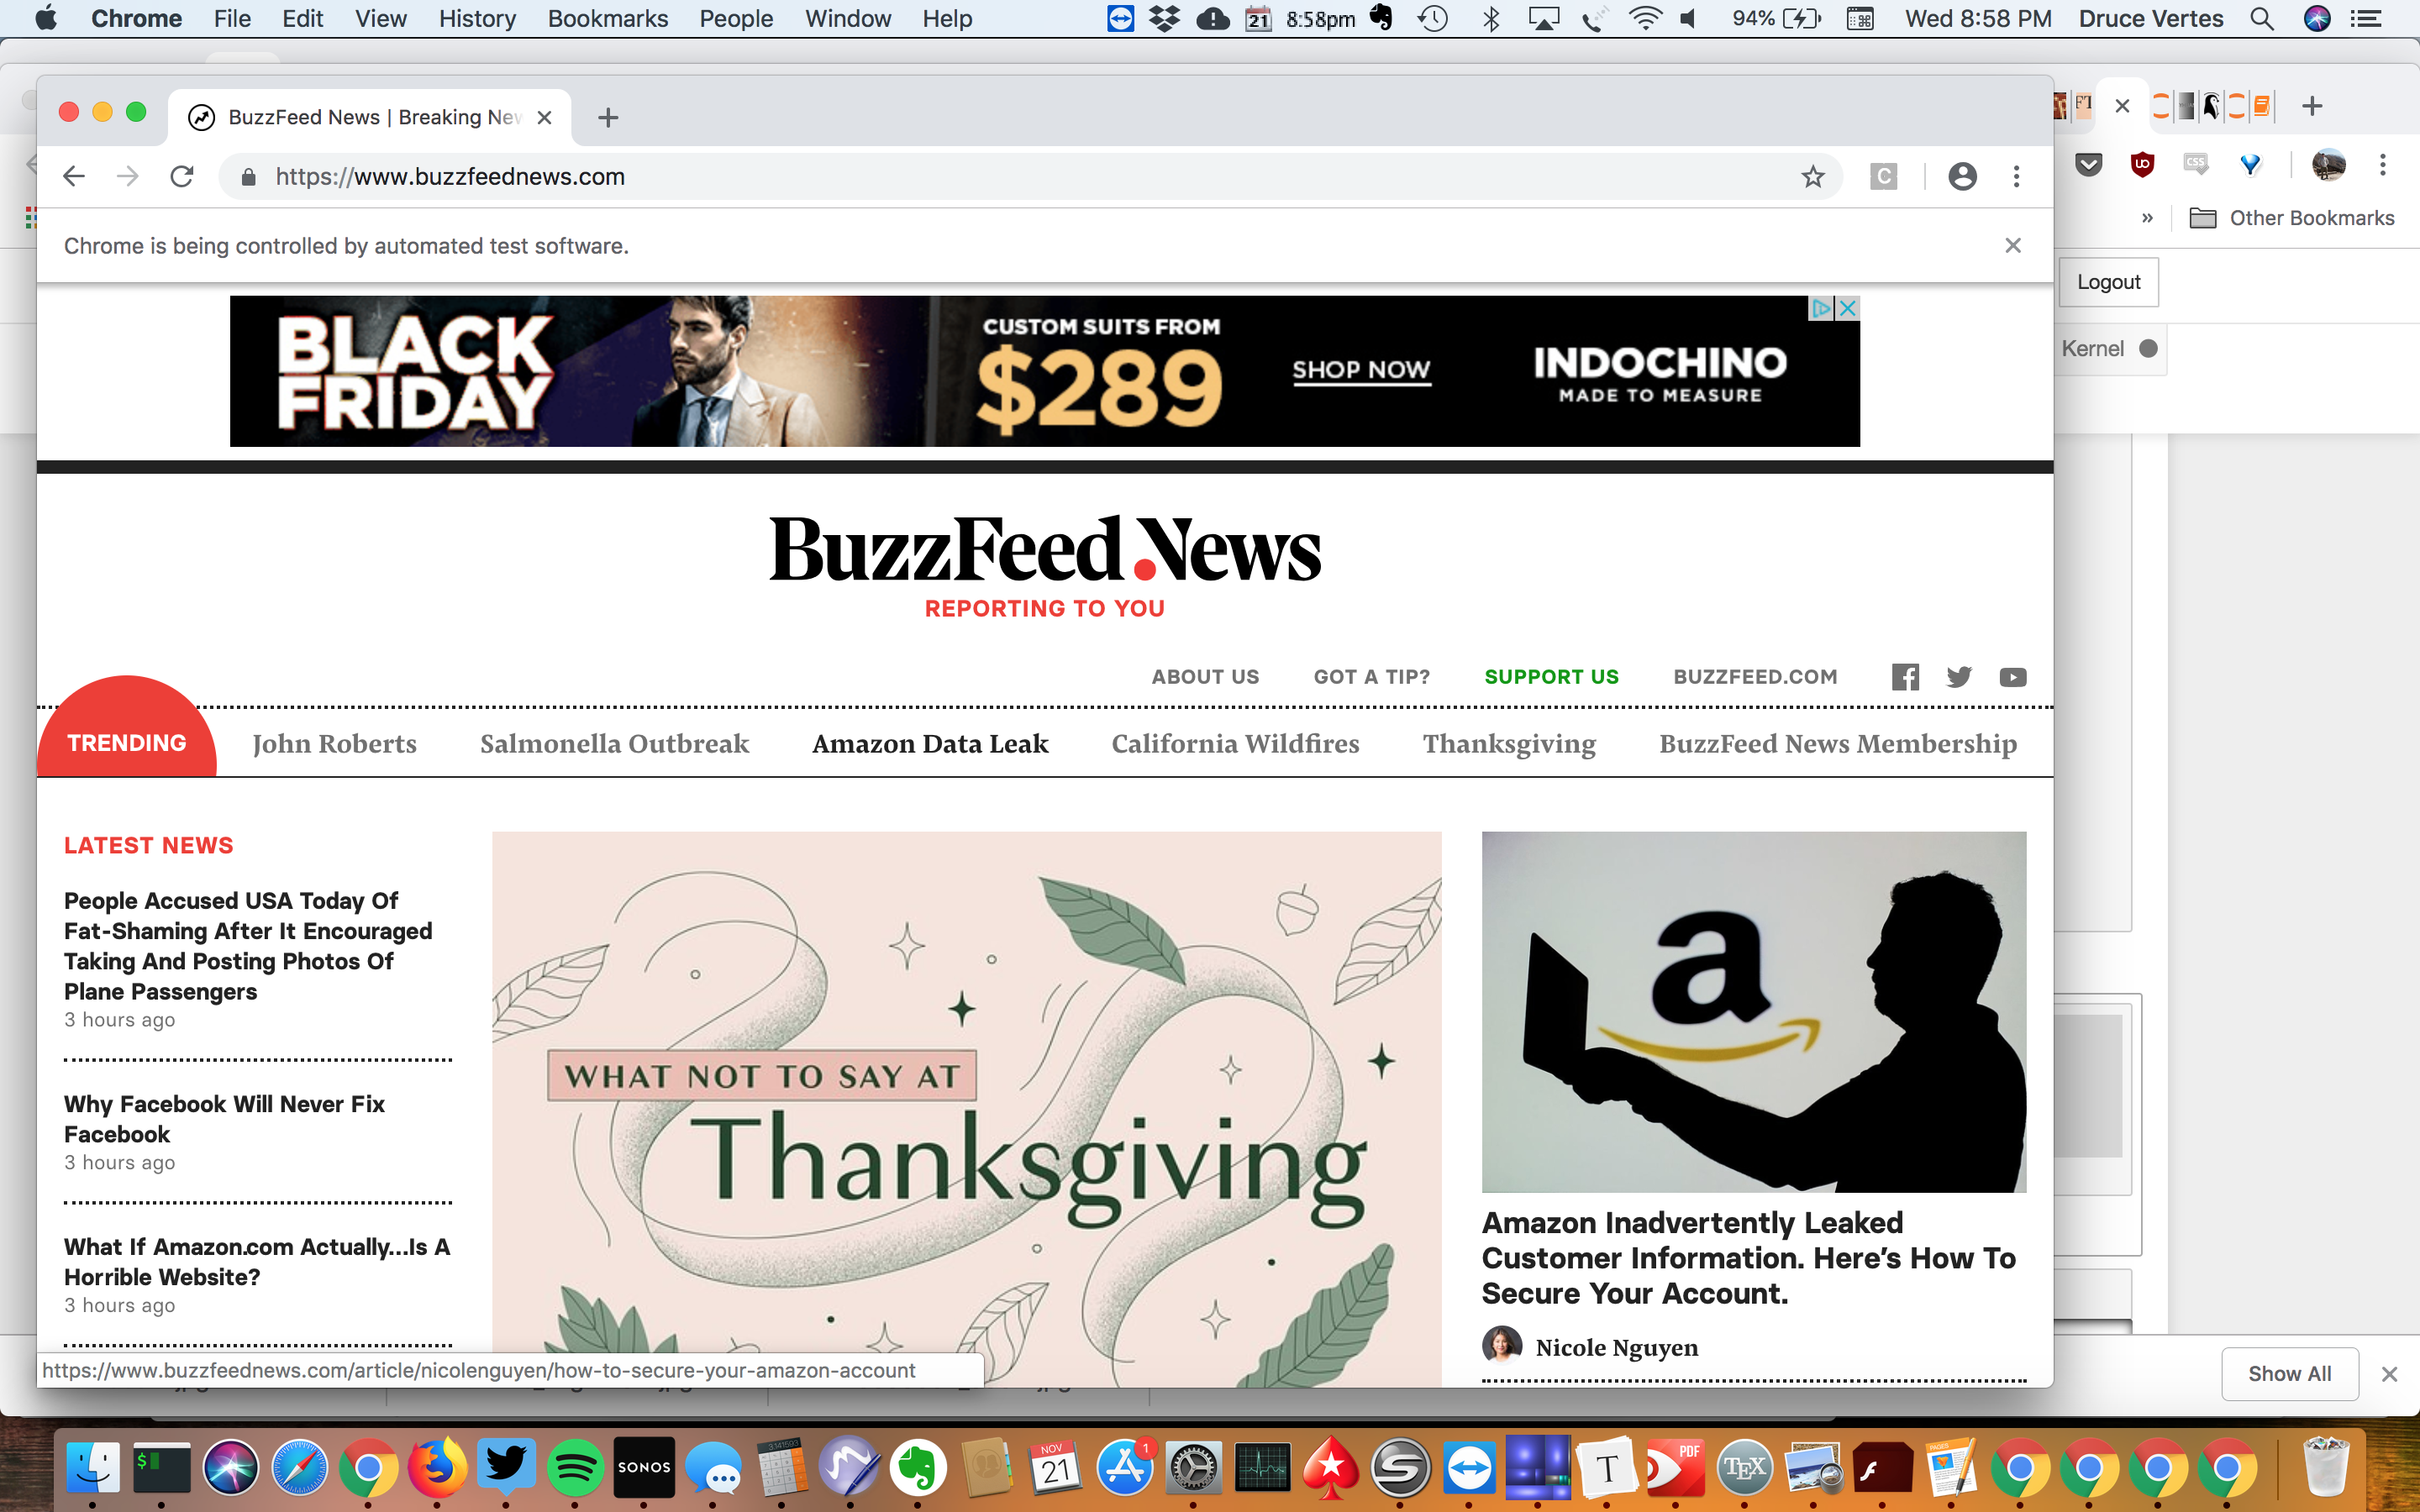 Chrome File Edit View History Bookmarks People Window Help 21 8:58pm 94% Wed 8:58 PM Druce Vertes
BuzzFeed News | Breaking New
FT
https://www.buzzfeednews.com
C
CSS
» Other Bookmarks
Chrome is being controlled by automated test software.
Logout
Kernel
BLACK
FRIDAY
CUSTOM SUITS FROM
$289
SHOP NOW
INDOCHINO
MADE TO MEASURE
BuzzFeed News
REPORTING TO YOU
ABOUT US GOT A TIP? SUPPORT US BUZZFEED.COM
TRENDING John Roberts Salmonella Outbreak Amazon Data Leak California Wildfires Thanksgiving BuzzFeed News Membership
LATEST NEWS
People Accused USA Today Of
Fat-Shaming After It Encouraged
Taking And Posting Photos Of
Plane Passengers
3 hours ago
Why Facebook Will Never Fix
Facebook
3 hours ago
What If Amazon.com Actually...Is A
Horrible Website?
3 hours ago
WHAT NOT TO SAY AT
Thanksgiving
a
Amazon Inadvertently Leaked
Customer Information. Here's How To
Secure Your Account.
Nicole Nguyen
https://www.buzzfeednews.com/article/nicolenguyen/how-to-secure-your-amazon-account
Show All
$
SONOS
3.141593
NOV
21
1
T
PDF
TEX
PAGES